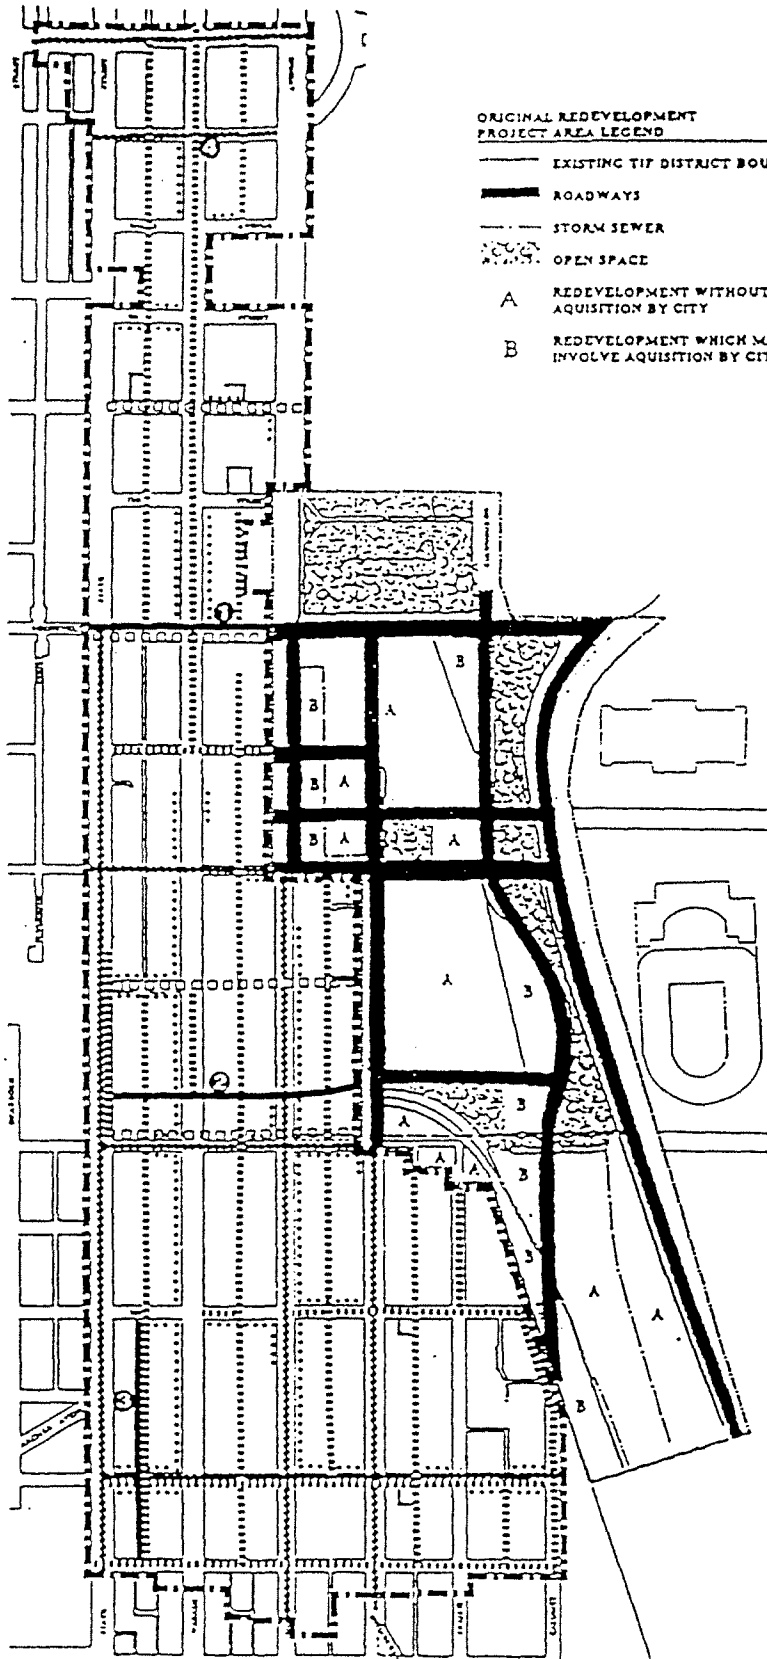 ORIGINAL REDEVELOPMENT
PROJECT AREA LEGEND
EXISTING TIF DISTRICT BOU
ROADWAYS
STORM SEWER
OPEN SPACE
A REDEVELOPMENT WITHOUT
AQUISITION BY CITY
B REDEVELOPMENT WHICH M
INVOLVE AQUISITION BY CIT
4
1
B
B
A
B
A
B
A
A
PLYMOUTH
A
B
2
B
A
A
A
B
B
A
A
3
B